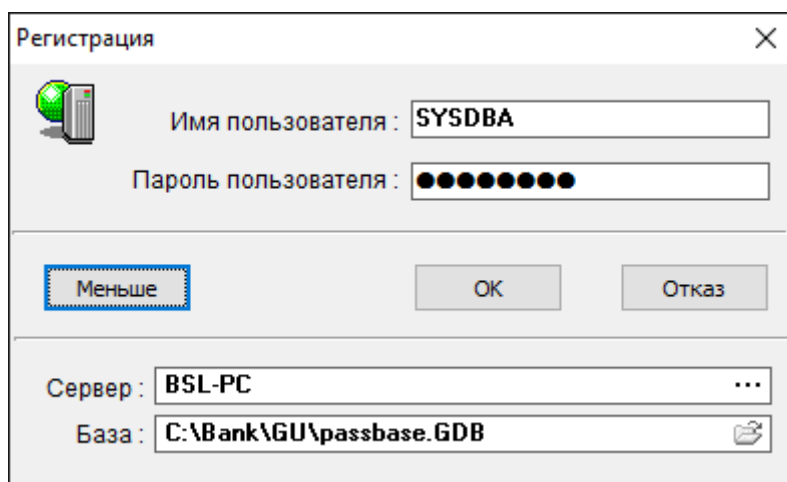 Регистрация
Имя пользователя : SYSDBA
Пароль пользователя : ●●●●●●●●
Меньше OK Отказ
Сервер : BSL-PC ...
База : C:\Bank\GU\passbase.GDB